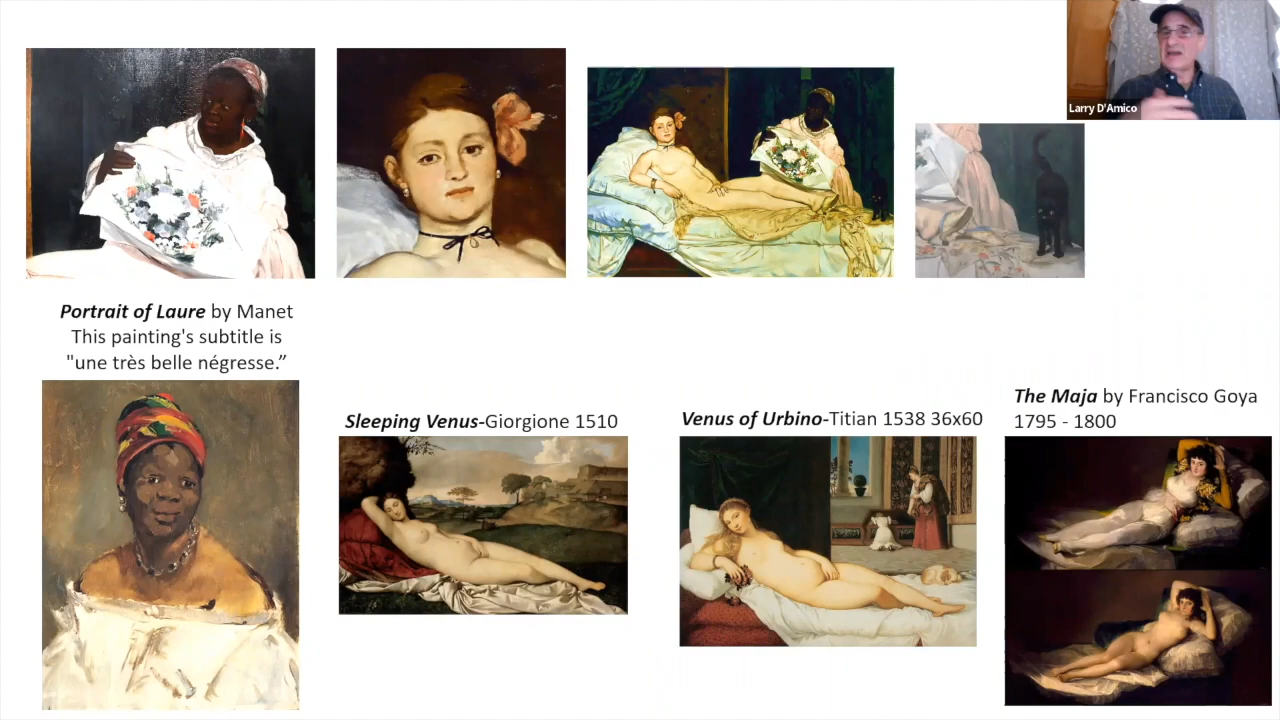 Larry D'Amico
Portrait of Laure by Manet
This painting's subtitle is
"une très belle négresse.”
Sleeping Venus-Giorgione 1510
Venus of Urbino-Titian 1538 36x60
The Maja by Francisco Goya
1795 - 1800